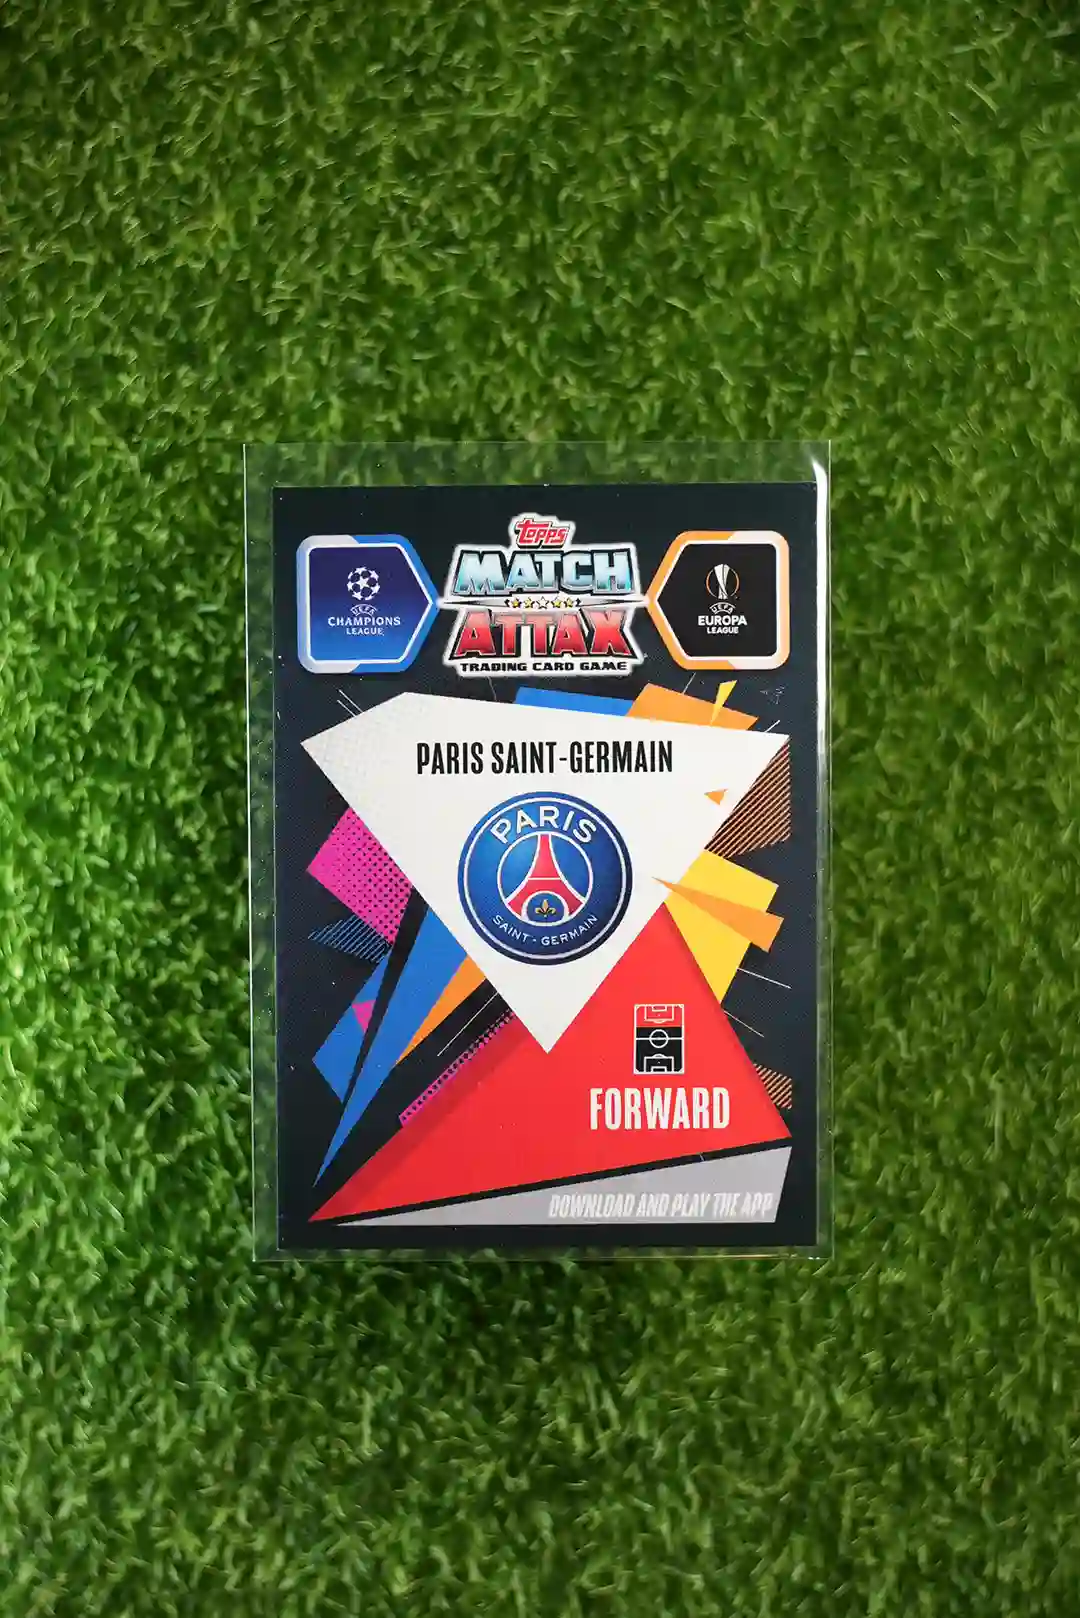 topps
MATCH
ATTAX
TRADING CARD GAME
UEFA
CHAMPIONS
LEAGUE
UEFA
EUROPA
LEAGUE
PARIS SAINT-GERMAIN
PARIS
SAINT-GERMAIN
FORWARD
DOWNLOAD AND PLAY THE APP